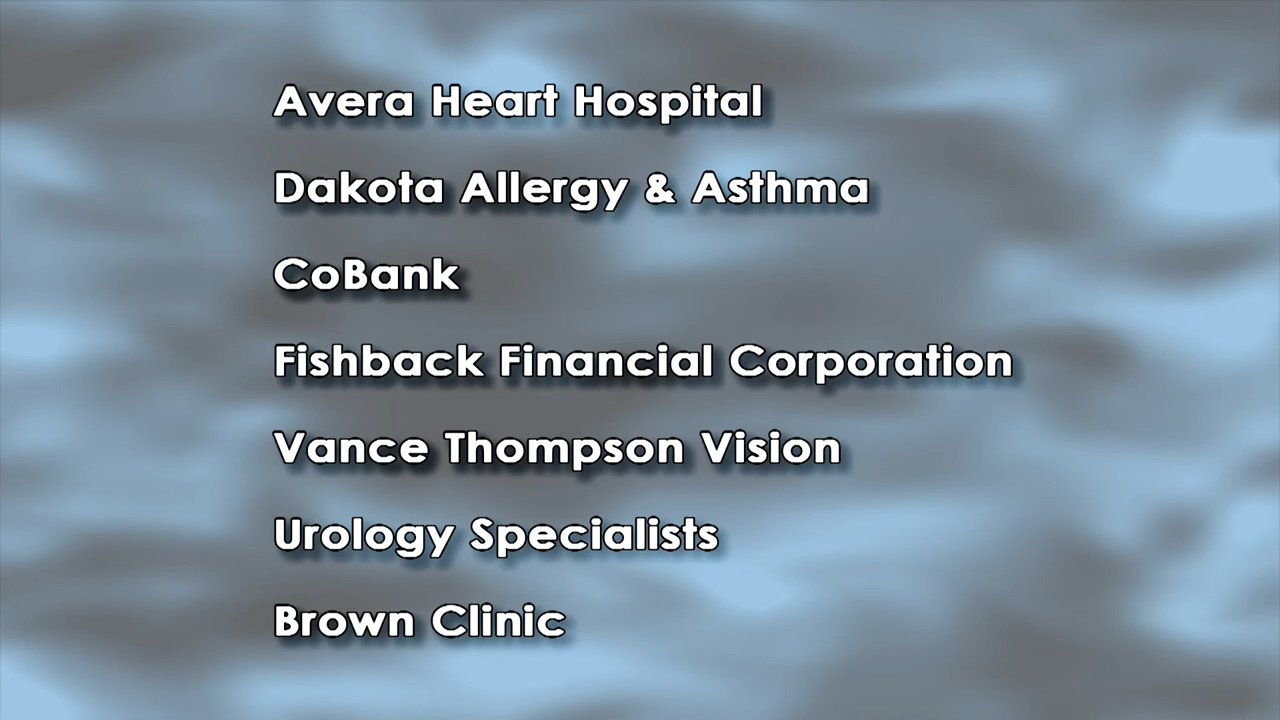 Avera Heart Hospital
Dakota Allergy & Asthma
CoBank
Fishback Financial Corporation
Vance Thompson Vision
Urology Specialists
Brown Clinic